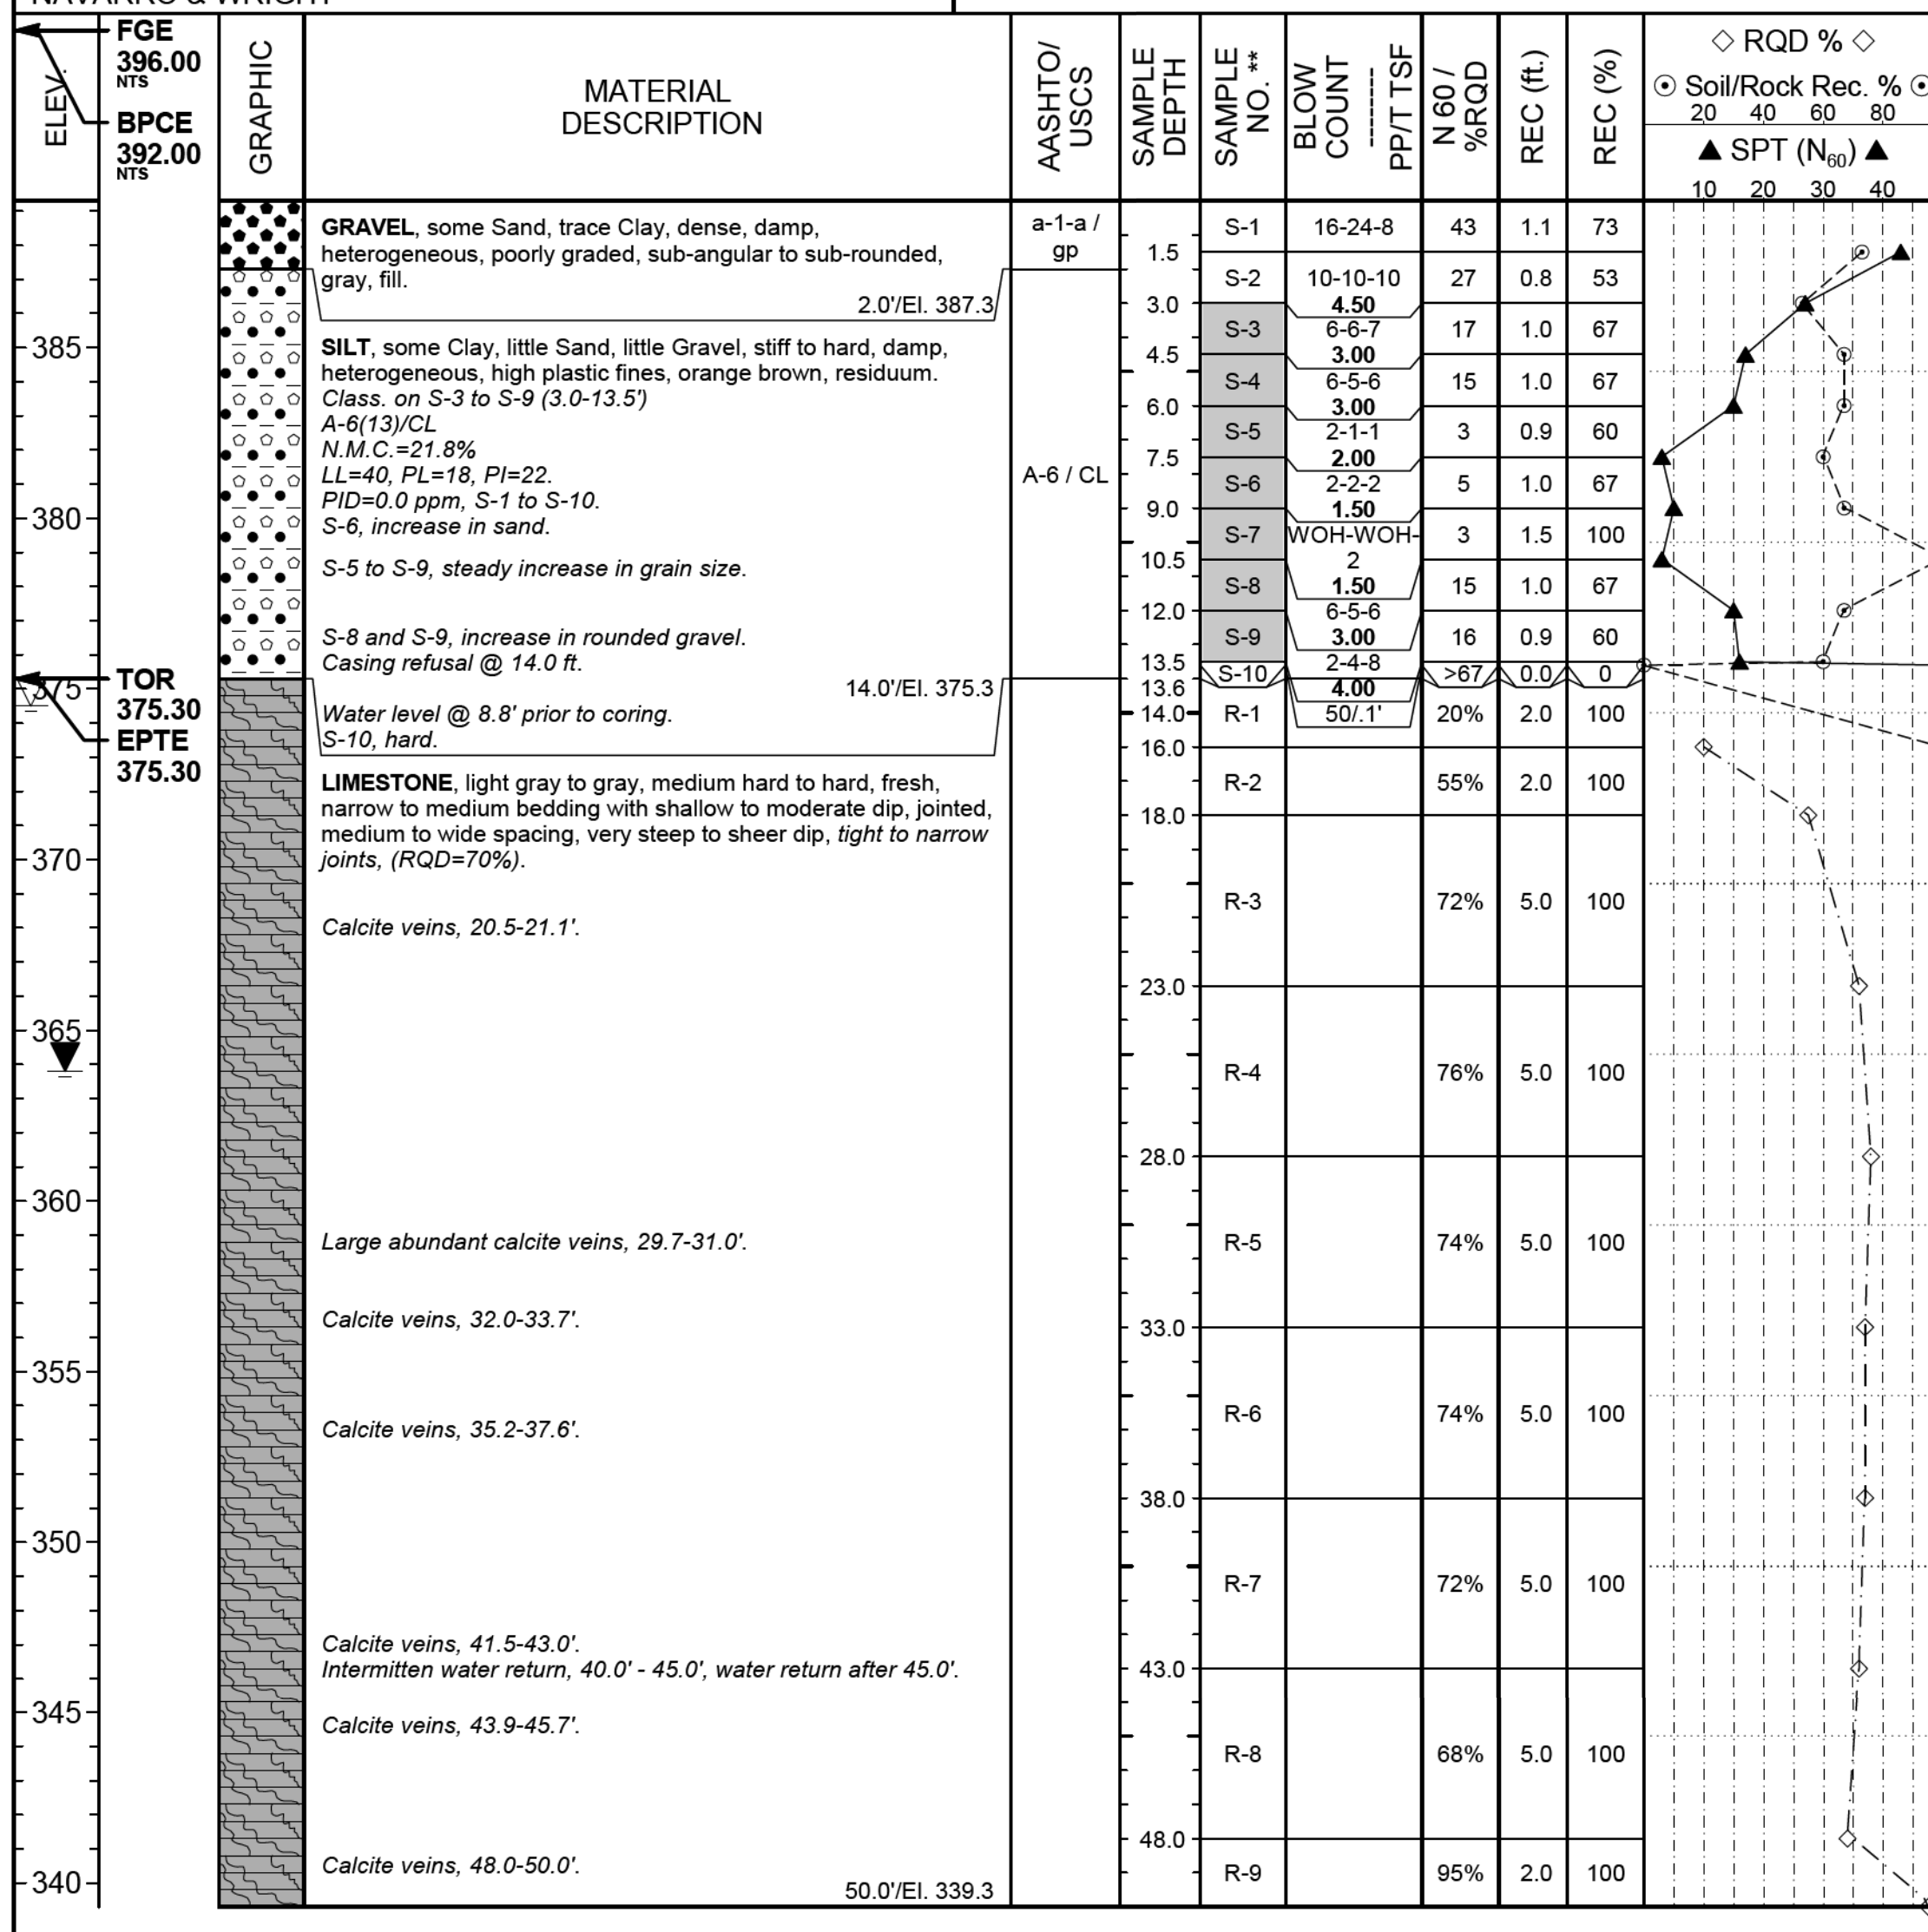 NAVARRO & WRIGHT
FGE
396.00
NTS
BPCE
392.00
NTS
ELEV.
GRAPHIC
MATERIAL
DESCRIPTION
AASHTO/
USCS
SAMPLE
DEPTH
SAMPLE
NO. **
BLOW
COUNT
--------
PP/T TSF
N 60 /
%RQD
REC (ft.)
REC (%)
◇ RQD % ◇
Soil/Rock Rec. %
20 40 60 80
▲ SPT (N60) ▲
10 20 30 40
GRAVEL, some Sand, trace Clay, dense, damp,
heterogeneous, poorly graded, sub-angular to sub-rounded,
gray, fill.
2.0'/El. 387.3
a-1-a /
gp
SILT, some Clay, little Sand, little Gravel, stiff to hard, damp,
heterogeneous, high plastic fines, orange brown, residuum.
Class. on S-3 to S-9 (3.0-13.5')
A-6(13)/CL
N.M.C.=21.8%
LL=40, PL=18, PI=22.
PID=0.0 ppm, S-1 to S-10.
S-6, increase in sand.
S-5 to S-9, steady increase in grain size.
S-8 and S-9, increase in rounded gravel.
Casing refusal @ 14.0 ft.
14.0'/El. 375.3
Water level @ 8.8' prior to coring.
S-10, hard.
A-6 / CL
LIMESTONE, light gray to gray, medium hard to hard, fresh,
narrow to medium bedding with shallow to moderate dip, jointed,
medium to wide spacing, very steep to sheer dip, tight to narrow
joints, (RQD=70%).
Calcite veins, 20.5-21.1'.
Large abundant calcite veins, 29.7-31.0'.
Calcite veins, 32.0-33.7'.
Calcite veins, 35.2-37.6'.
Calcite veins, 41.5-43.0'.
Intermitten water return, 40.0' - 45.0', water return after 45.0'.
Calcite veins, 43.9-45.7'.
Calcite veins, 48.0-50.0'.
50.0'/El. 339.3
385
380
375
370
365
360
355
350
345
340
TOR
375.30
EPTE
375.30
S-1 16-24-8 43 1.1 73
1.5
S-2 10-10-10 27 0.8 53
3.0 4.50
S-3 6-6-7 17 1.0 67
4.5 3.00
S-4 6-5-6 15 1.0 67
6.0 3.00
S-5 2-1-1 3 0.9 60
7.5 2.00
S-6 2-2-2 5 1.0 67
9.0 1.50
S-7 WOH-WOH- 3 1.5 100
10.5 2
S-8 1.50 15 1.0 67
12.0 6-5-6
S-9 3.00 16 0.9 60
13.5 2-4-8
S-10 >67 0.0 0
13.6 4.00
14.0 R-1 50/.1' 20% 2.0 100
16.0
R-2 55% 2.0 100
18.0
R-3 72% 5.0 100
23.0
R-4 76% 5.0 100
28.0
R-5 74% 5.0 100
33.0
R-6 74% 5.0 100
38.0
R-7 72% 5.0 100
43.0
R-8 68% 5.0 100
48.0
R-9 95% 2.0 100